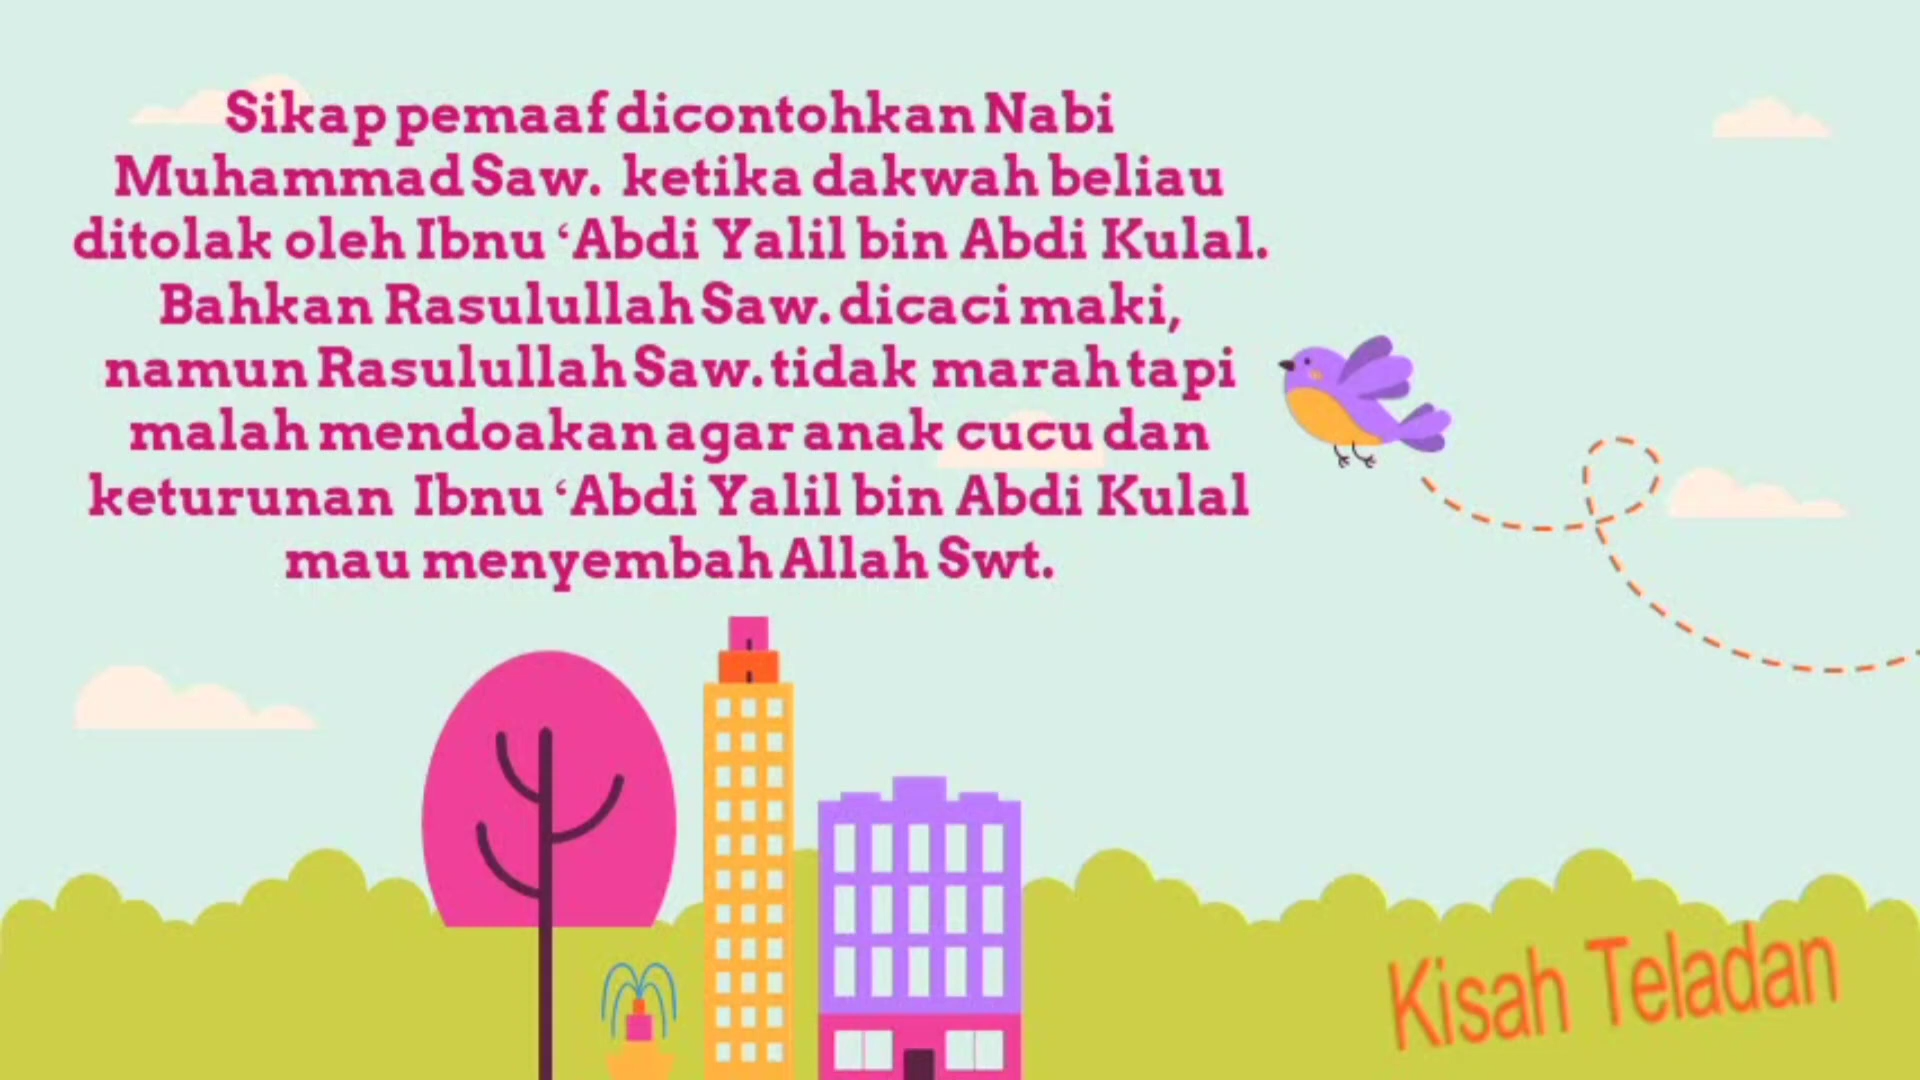 Sikap pemaaf dicontohkan Nabi
Muhammad Saw. ketika dakwah beliau
ditolak oleh Ibnu ‘Abdi Yalil bin Abdi Kulal.
Bahkan Rasulullah Saw. dicaci maki,
namun Rasulullah Saw. tidak marah tapi
malah mendoakan agar anak cucu dan
keturunan Ibnu ‘Abdi Yalil bin Abdi Kulal
mau menyembah Allah Swt.
Kisah Teladan